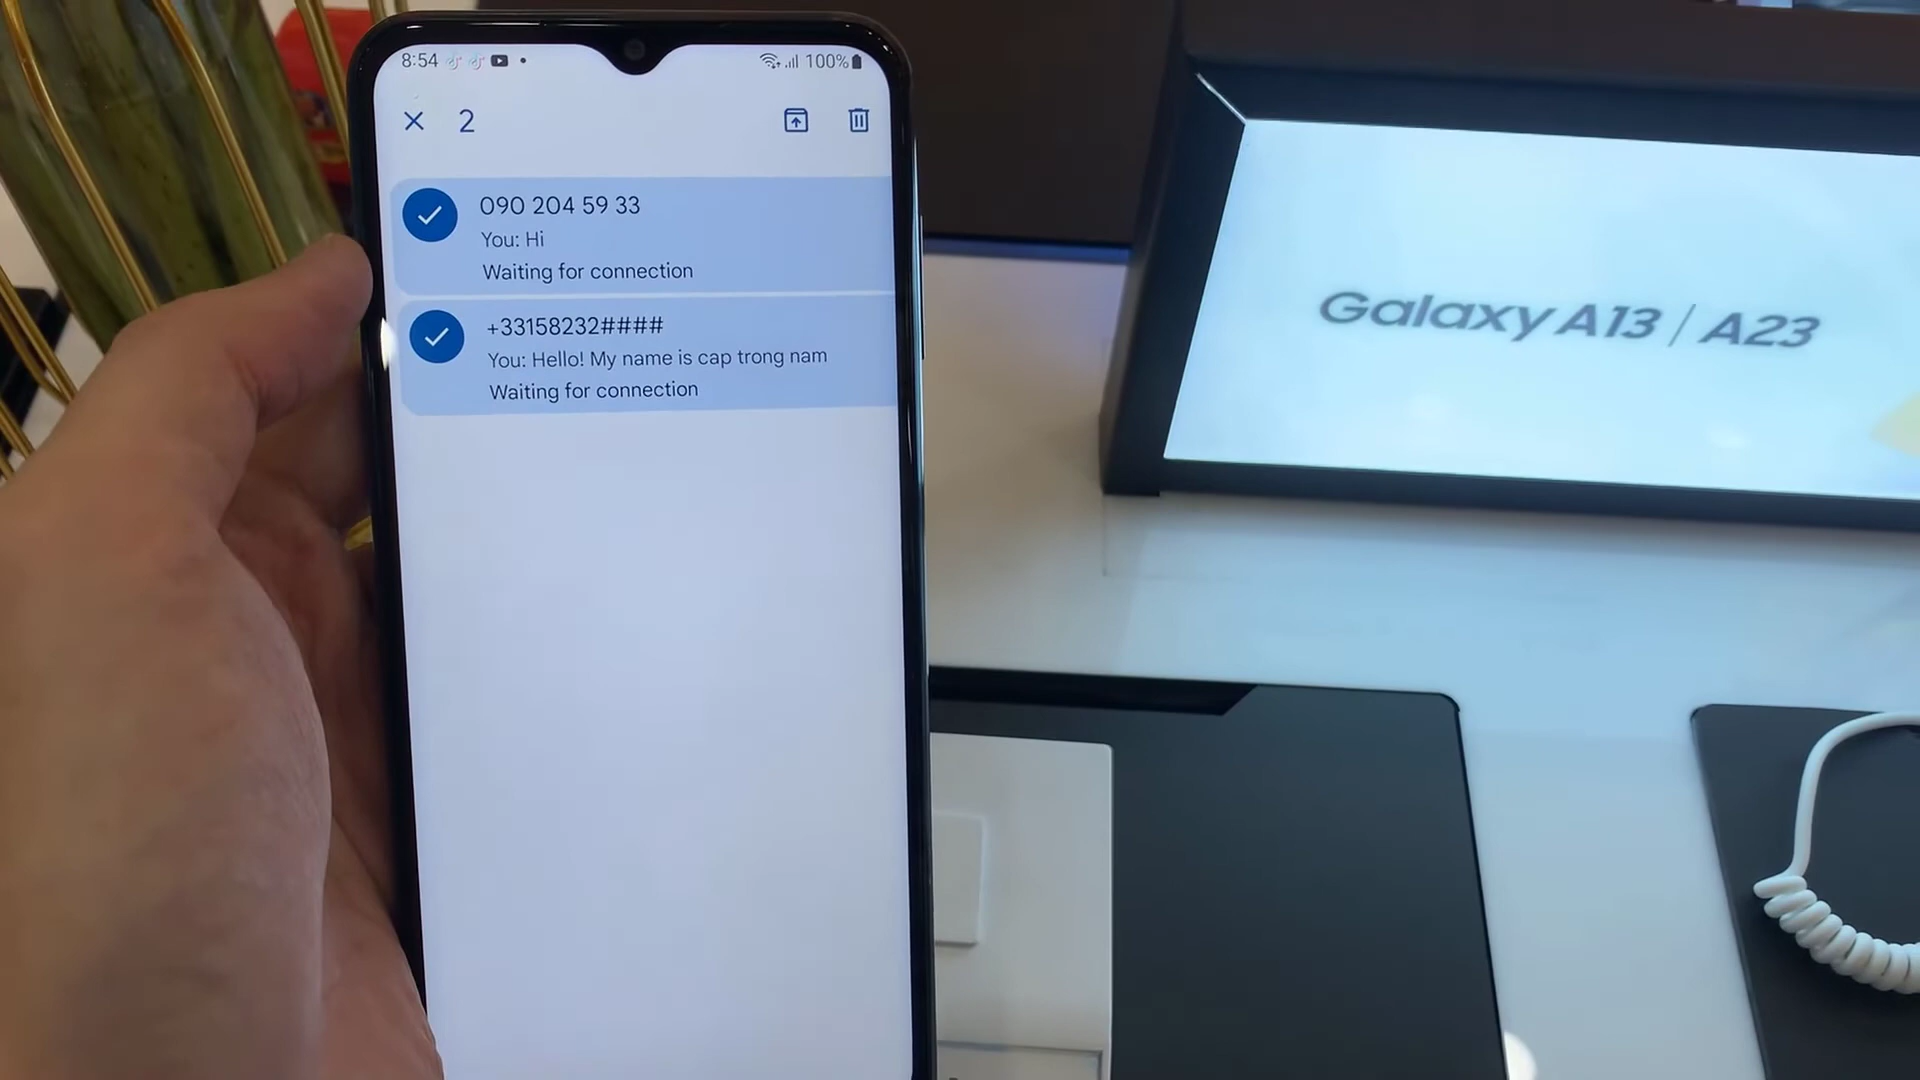 8:54
100%
2
090 204 59 33
You: Hi
Waiting for connection
+33158232####
You: Hello! My name is cap trong nam
Waiting for connection
Galaxy A13 / A23